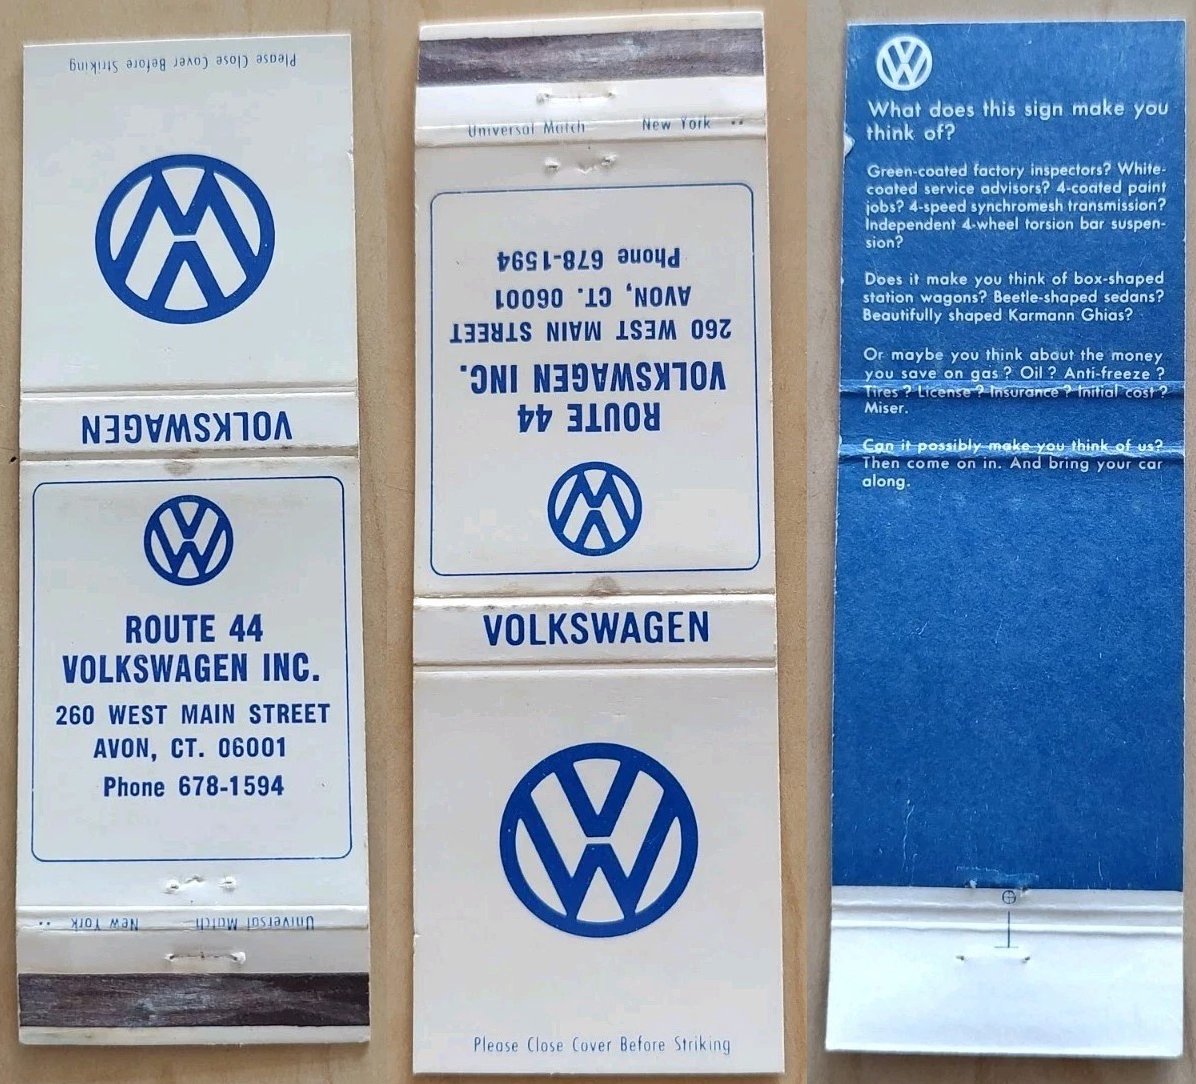 Please Close Cover Before Striking
VOLKSWAGEN
ROUTE 44
VOLKSWAGEN INC.
260 WEST MAIN STREET
AVON, CT. 06001
Phone 678-1594
Universal Match New York
Universal Match New York
ROUTE 44
VOLKSWAGEN INC.
260 WEST MAIN STREET
AVON, CT. 06001
Phone 678-1594
VOLKSWAGEN
Please Close Cover Before Striking
What does this sign make you
think of?
Green-coated factory inspectors? White-
coated service advisors? 4-coated paint
jobs? 4-speed synchromesh transmission?
Independent 4-wheel torsion bar suspen-
sion?
Does it make you think of box-shaped
station wagons? Beetle-shaped sedans?
Beautifully shaped Karmann Ghias?
Or maybe you think about the money
you save on gas? Oil? Anti-freeze?
Tires? License? Insurance? Initial cost?
Miser.
Can it possibly make you think of us?
Then come on in. And bring your car
along.